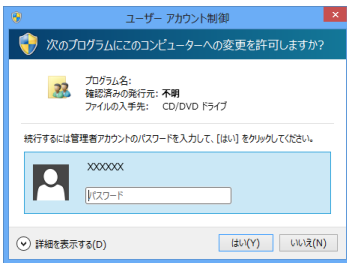 ユーザー アカウント制御
次のプログラムにこのコンピューターへの変更を許可しますか?
プログラム名:
確認済みの発行元: 不明
ファイルの入手先: CD/DVD ドライブ
続行するには管理者アカウントのパスワードを入力して、[はい] をクリックしてください。
XXXXXX
パスワード
詳細を表示する(D)
はい(Y)
いいえ(N)